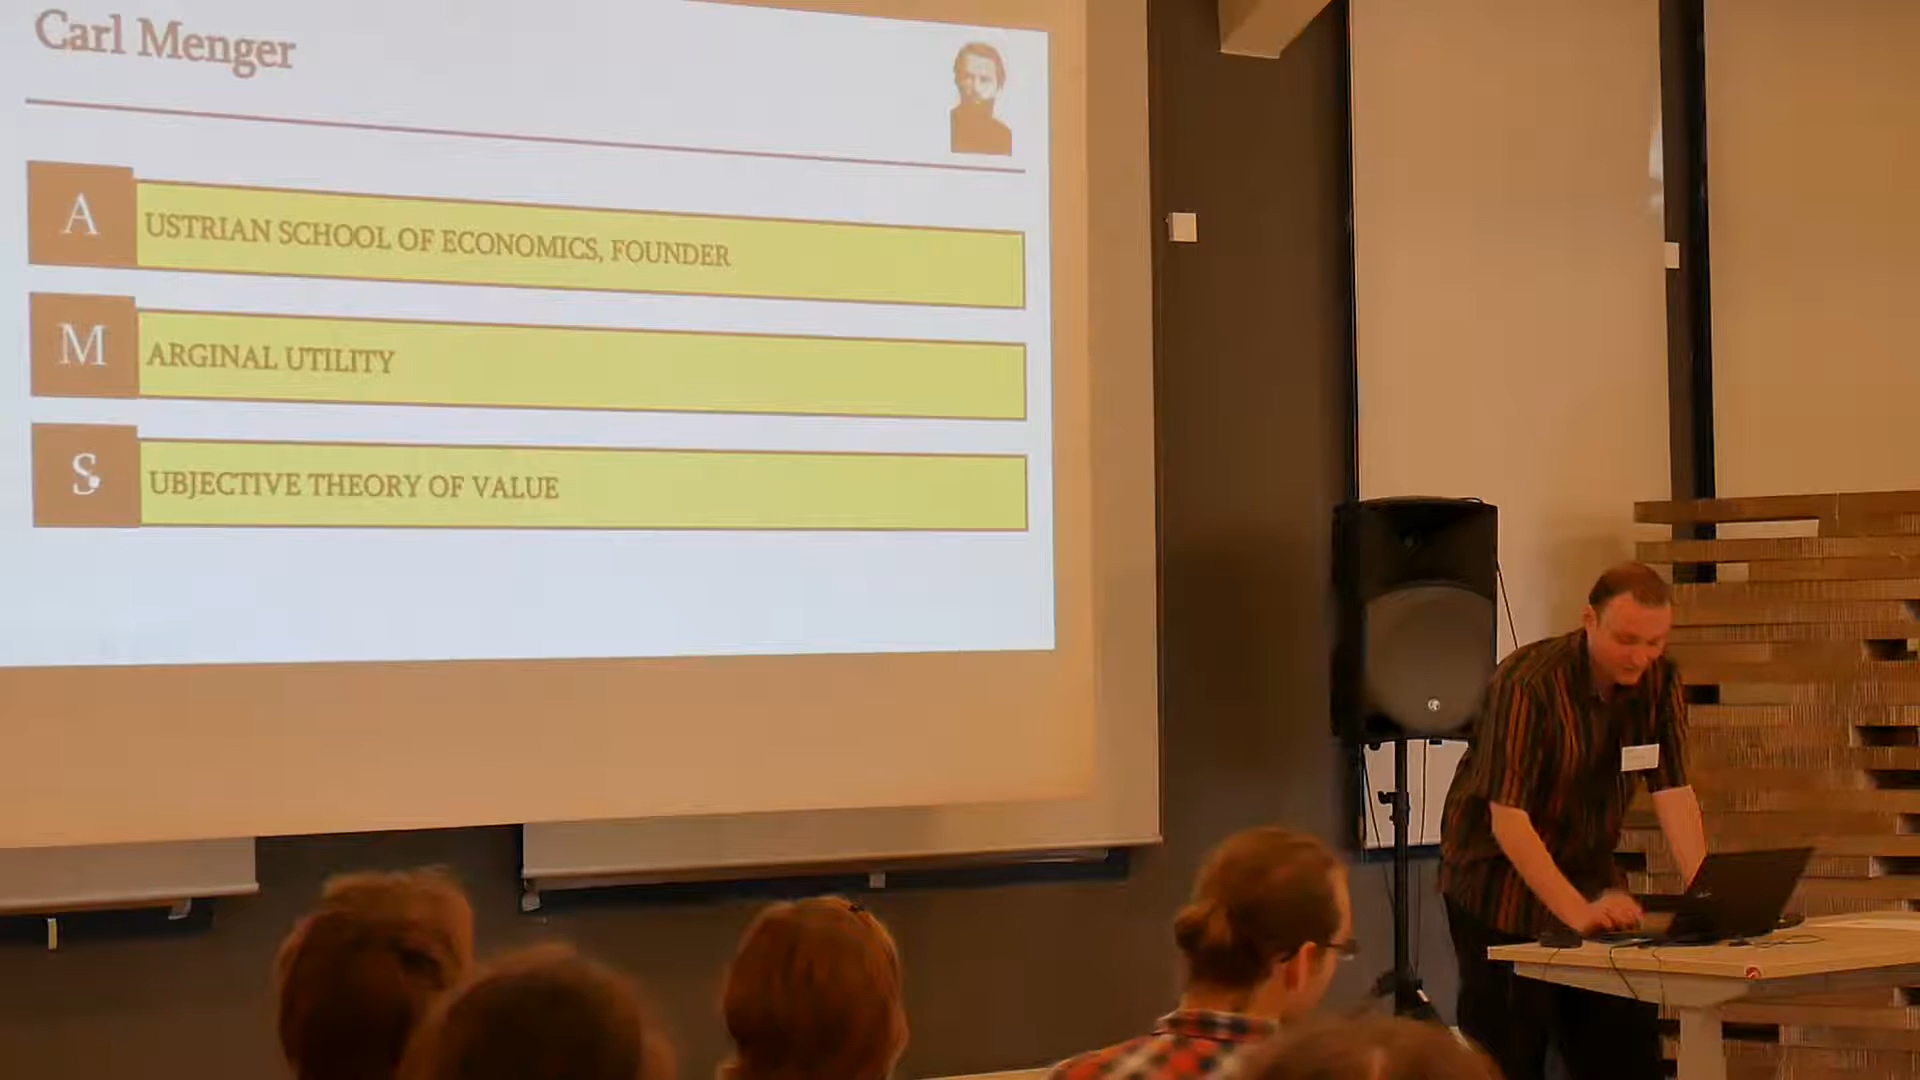 Carl Menger
A USTRIAN SCHOOL OF ECONOMICS, FOUNDER
M ARGINAL UTILITY
S UBJECTIVE THEORY OF VALUE